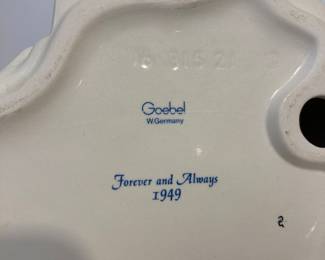 Goebel
W.Germany
Forever and Always
1949